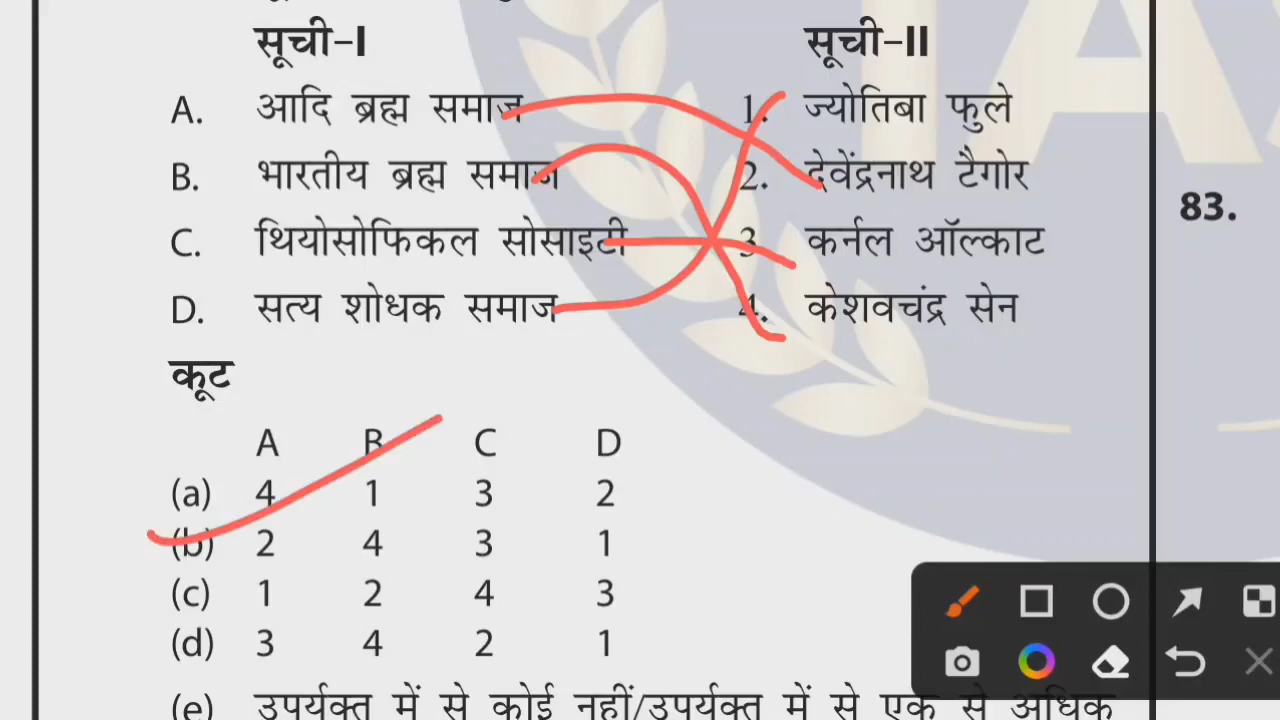 सूची-I सूची-II
A. आदि ब्रह्म समाज 1. ज्योतिबा फुले
B. भारतीय ब्रह्म समाज 2. देवेंद्रनाथ टैगोर
C. थियोसोफिकल सोसाइटी 3. कर्नल ऑल्काट
D. सत्य शोधक समाज 4. केशवचंद्र सेन
कूट
A B C D
(a) 4 1 3 2
(b) 2 4 3 1
(c) 1 2 4 3
(d) 3 4 2 1
(e) उपर्युक्त में से कोई नहीं/उपर्युक्त में से एक से अधिक
83.